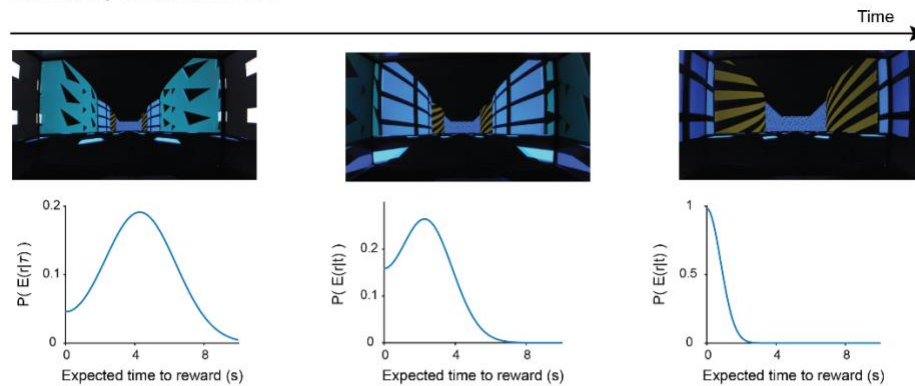 Time
0.2
0.1
0
0 4 8
P( E(r|τ) )
Expected time to reward (s)
0.2
0.1
0
0 4 8
P( E(r|t) )
Expected time to reward (s)
1
0.5
0
0 4 8
P( E(r|t) )
Expected time to reward (s)